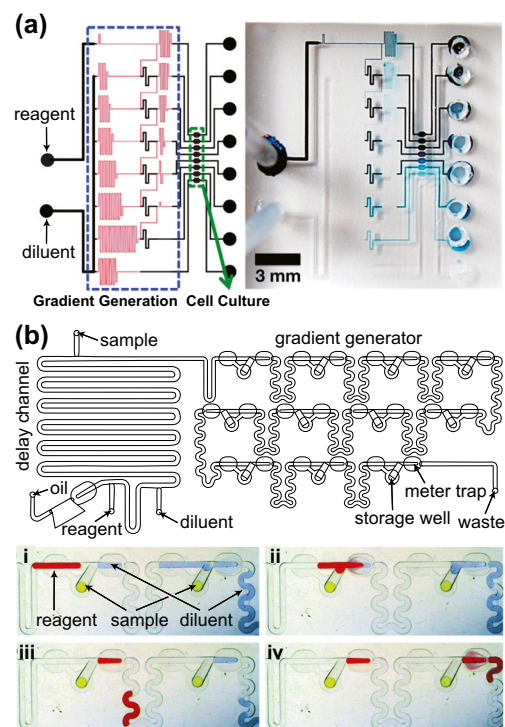 (a)
reagent
diluent
Gradient Generation Cell Culture
3 mm
(b)
sample
gradient generator
delay channel
oil
reagent
diluent
meter trap
storage well
waste
i
ii
reagent
sample
diluent
iii
iv